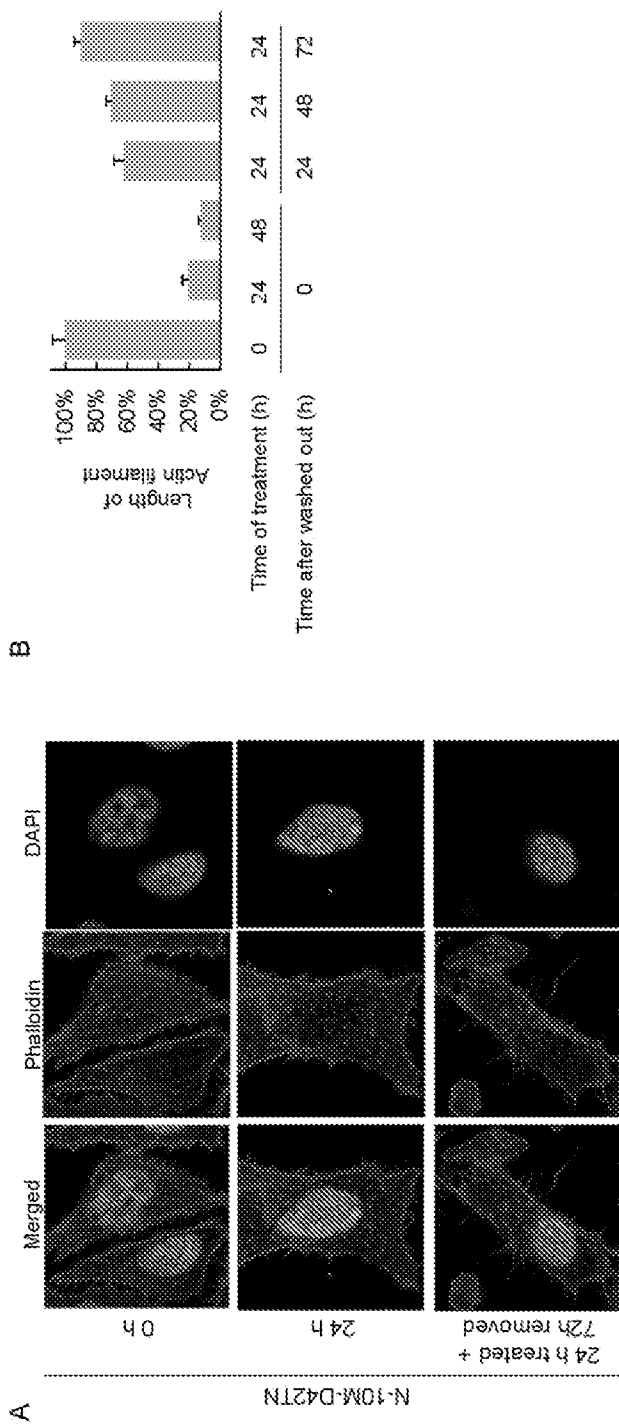 A
Merged
Phalloidin
DAPI
0 h
24 h
24 h treated +
72h removed
N-10M-D42TN
B
Length of
Actin filament
100%
80%
60%
40%
20%
0%
Time of treatment (h) 0 24 48 24 24 24
Time after washed out (h) 0 24 48 72